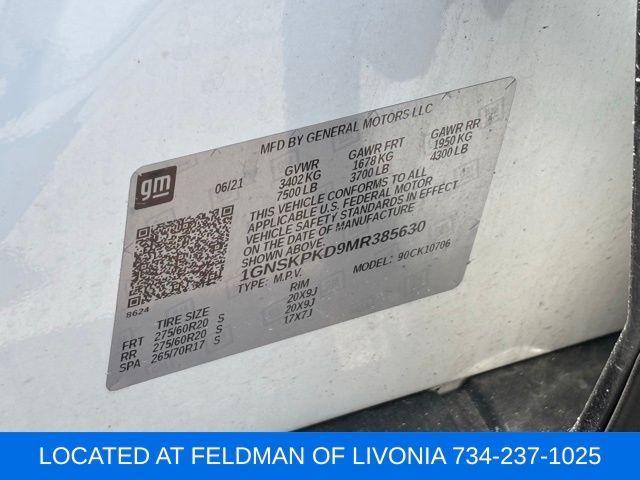 MFD BY GENERAL MOTORS LLC
gm
06/21
GVWR GAWR FRT GAWR RR
3402 KG 1678 KG 1950 KG
7500 LB 3700 LB 4300 LB
THIS VEHICLE CONFORMS TO ALL
APPLICABLE U.S. FEDERAL MOTOR
VEHICLE SAFETY STANDARDS IN EFFECT
ON THE DATE OF MANUFACTURE
SHOWN ABOVE.
1GNSKPKD9MR385630
TYPE: M.P.V. MODEL: 90CK10706
8624
TIRE SIZE RIM
FRT 275/60R20 S 20X9J
RR 275/60R20 S 20X9J
SPA 265/70R17 S 17X7J
LOCATED AT FELDMAN OF LIVONIA 734-237-1025